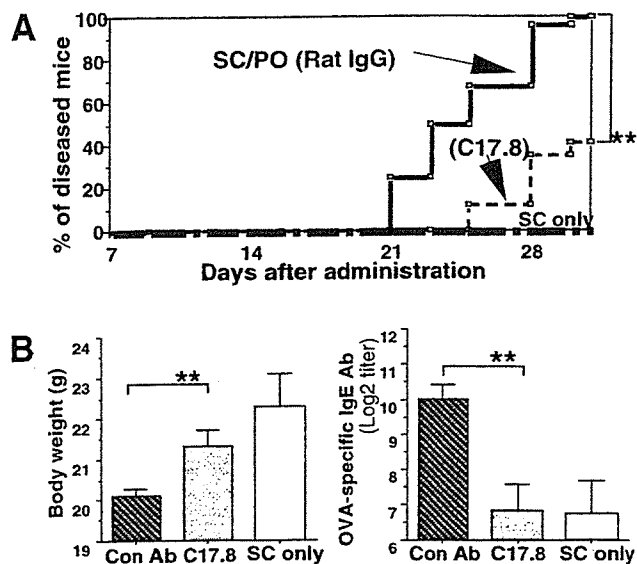 A
% of diseased mice
100
80
60
40
20
0
SC/PO (Rat IgG)
(C17.8)
**
SC only
7 14 21 28
Days after administration
B
Body weight (g)
24
23
22
21
20
19
**
Con Ab C17.8 SC only
OVA-specific IgE Ab
(Log2 titer)
12
11
10
9
8
7
6
**
Con Ab C17.8 SC only